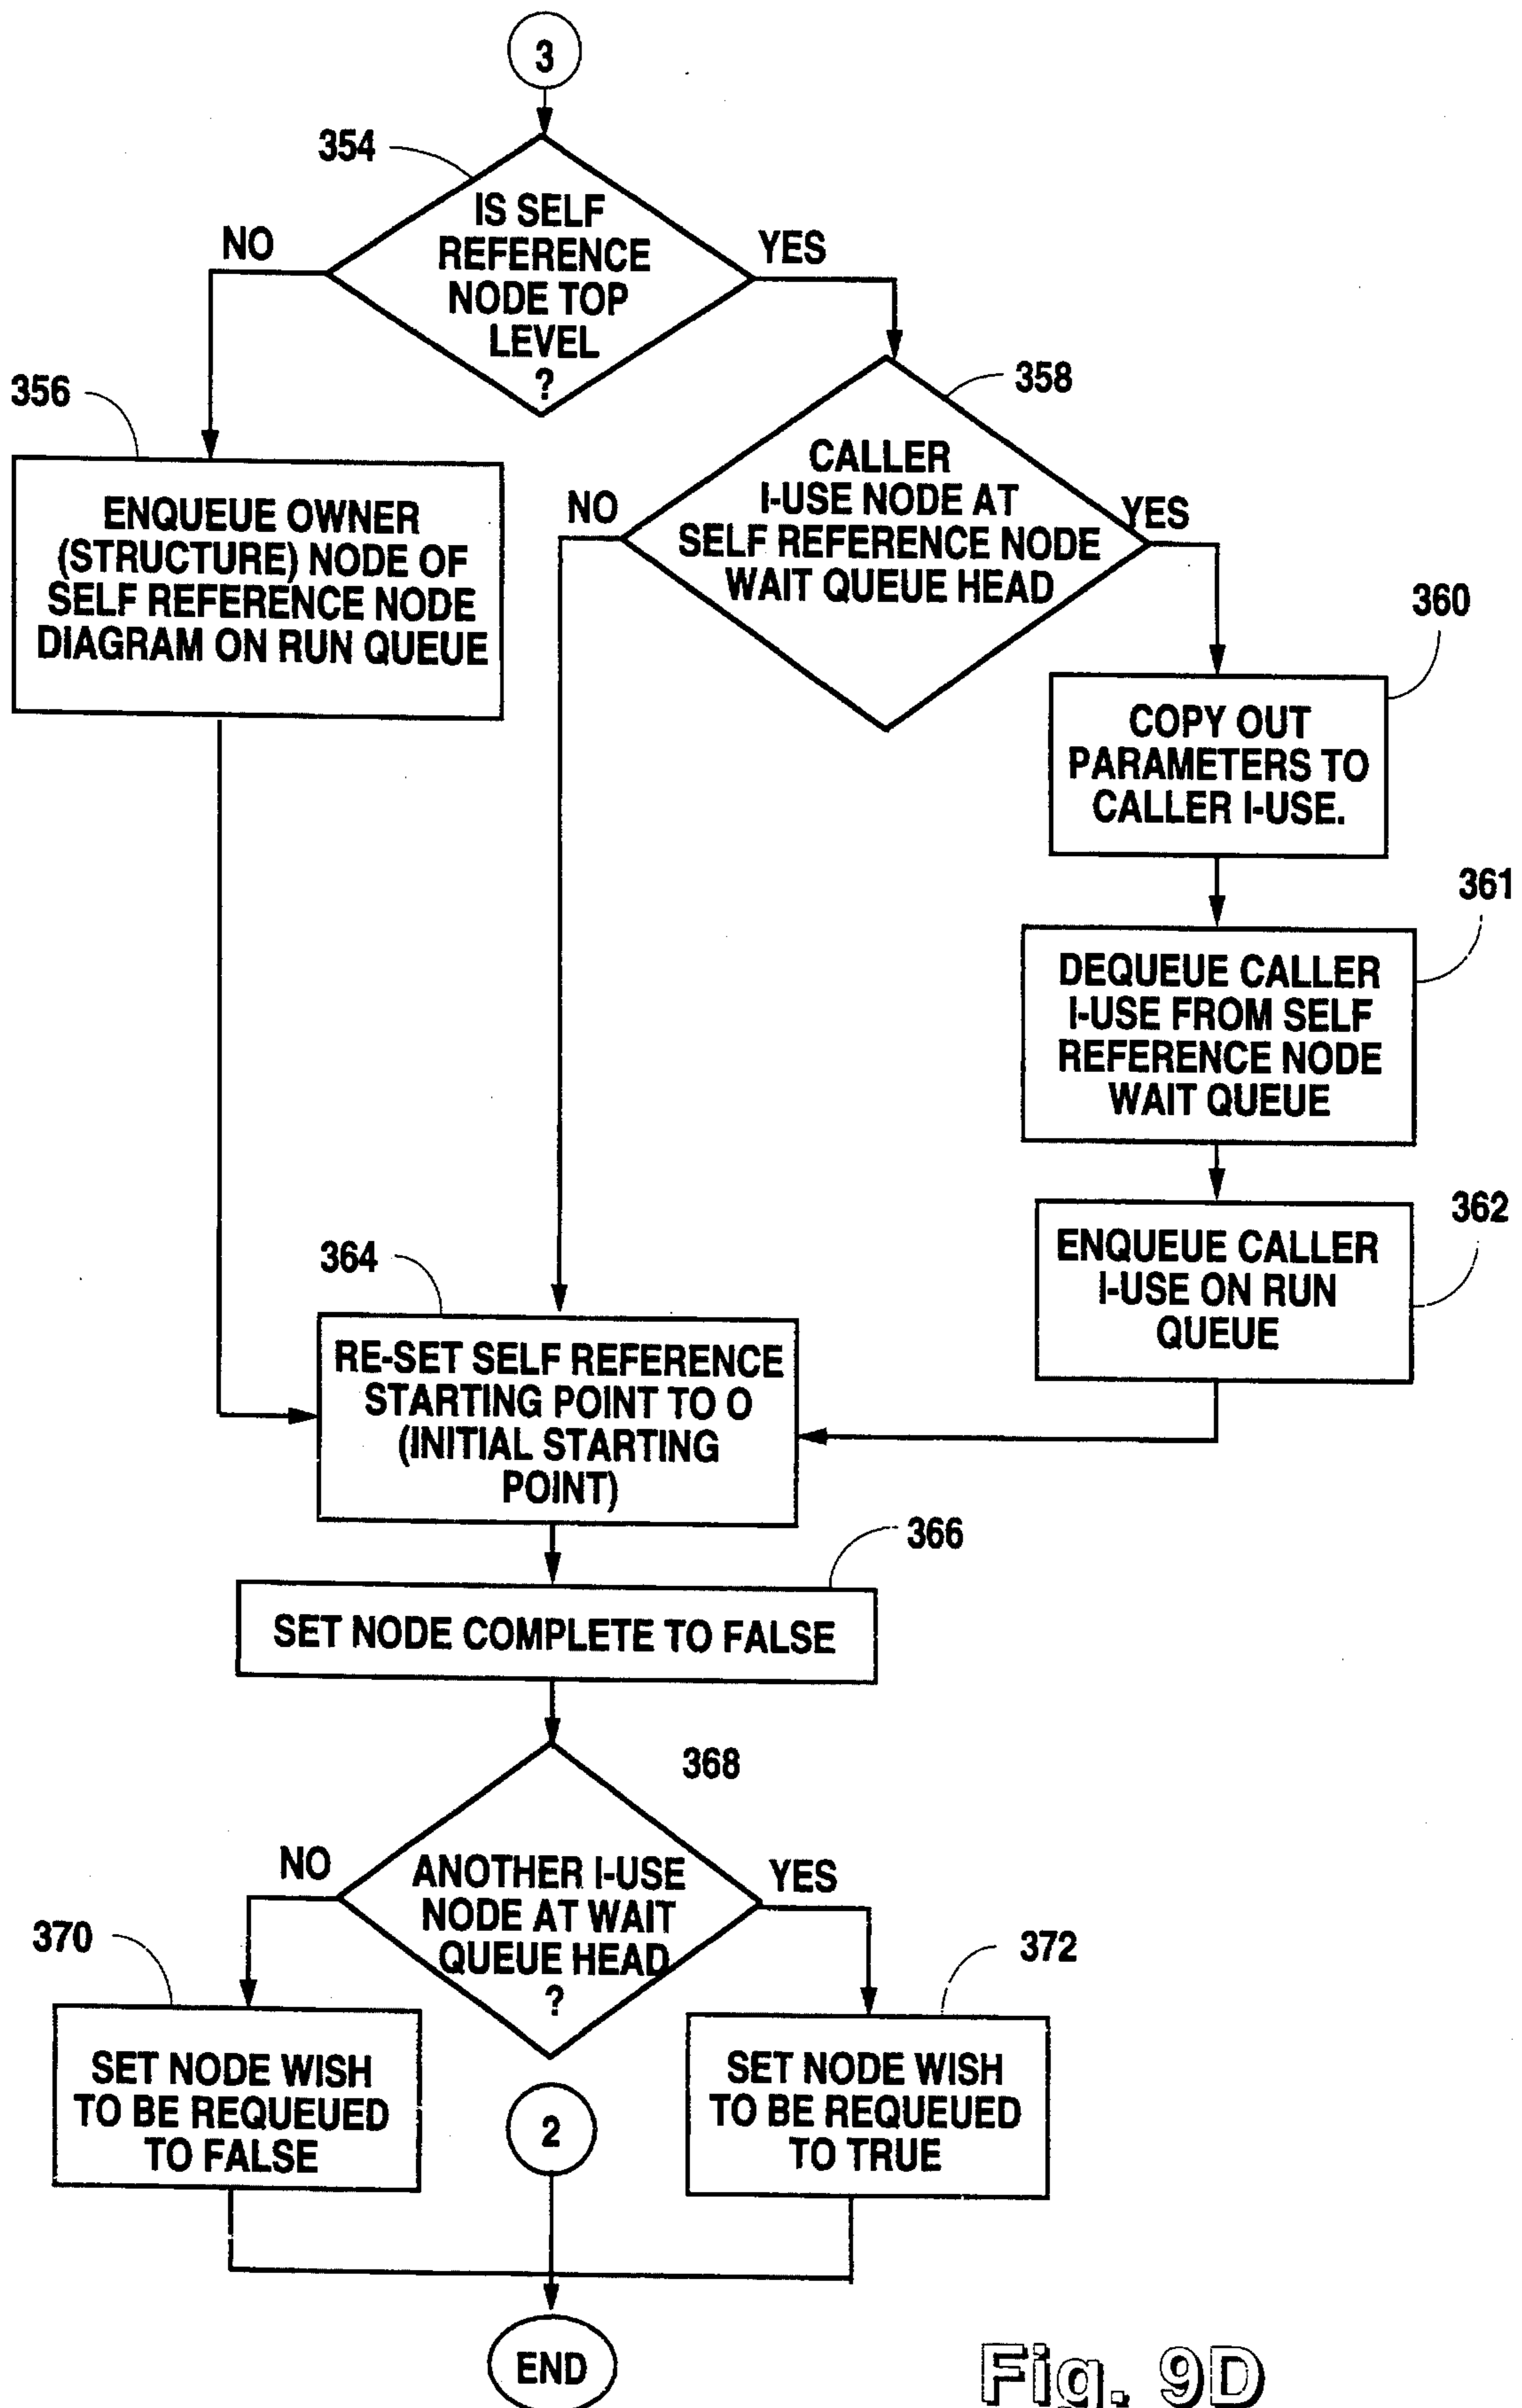 3
354
IS SELF
REFERENCE
NODE TOP
LEVEL
?
NO
YES
356
ENQUEUE OWNER
(STRUCTURE) NODE OF
SELF REFERENCE NODE
DIAGRAM ON RUN QUEUE
358
CALLER
I-USE NODE AT
SELF REFERENCE NODE
WAIT QUEUE HEAD
NO
YES
360
COPY OUT
PARAMETERS TO
CALLER I-USE.
361
DEQUEUE CALLER
I-USE FROM SELF
REFERENCE NODE
WAIT QUEUE
362
ENQUEUE CALLER
I-USE ON RUN
QUEUE
364
RE-SET SELF REFERENCE
STARTING POINT TO 0
(INITIAL STARTING
POINT)
366
SET NODE COMPLETE TO FALSE
368
ANOTHER I-USE
NODE AT WAIT
QUEUE HEAD
?
NO
YES
370
SET NODE WISH
TO BE REQUEUED
TO FALSE
372
SET NODE WISH
TO BE REQUEUED
TO TRUE
2
END
Fig. 9D